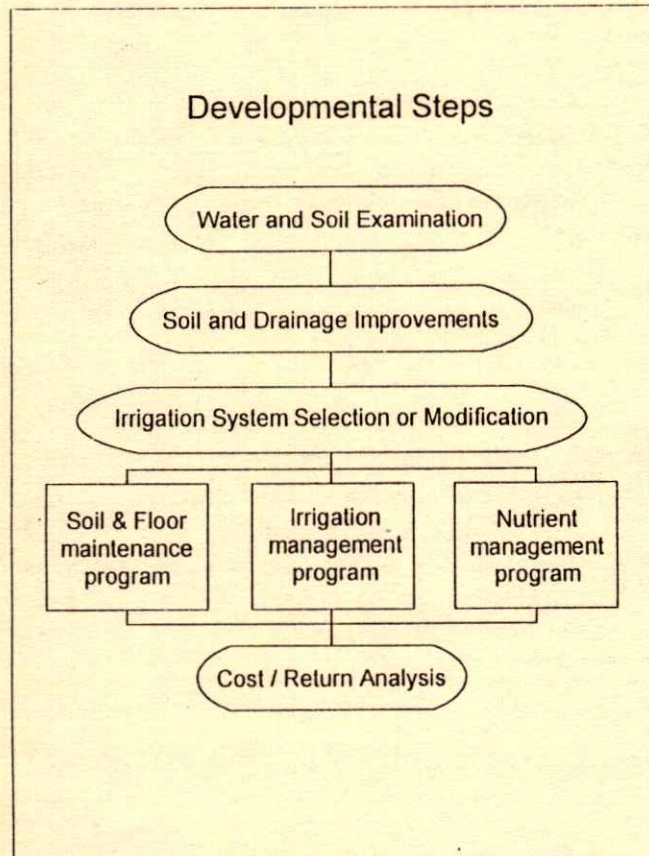 Developmental Steps
Water and Soil Examination
Soil and Drainage Improvements
Irrigation System Selection or Modification
Soil & Floor
maintenance
program
Irrigation
management
program
Nutrient
management
program
Cost / Return Analysis